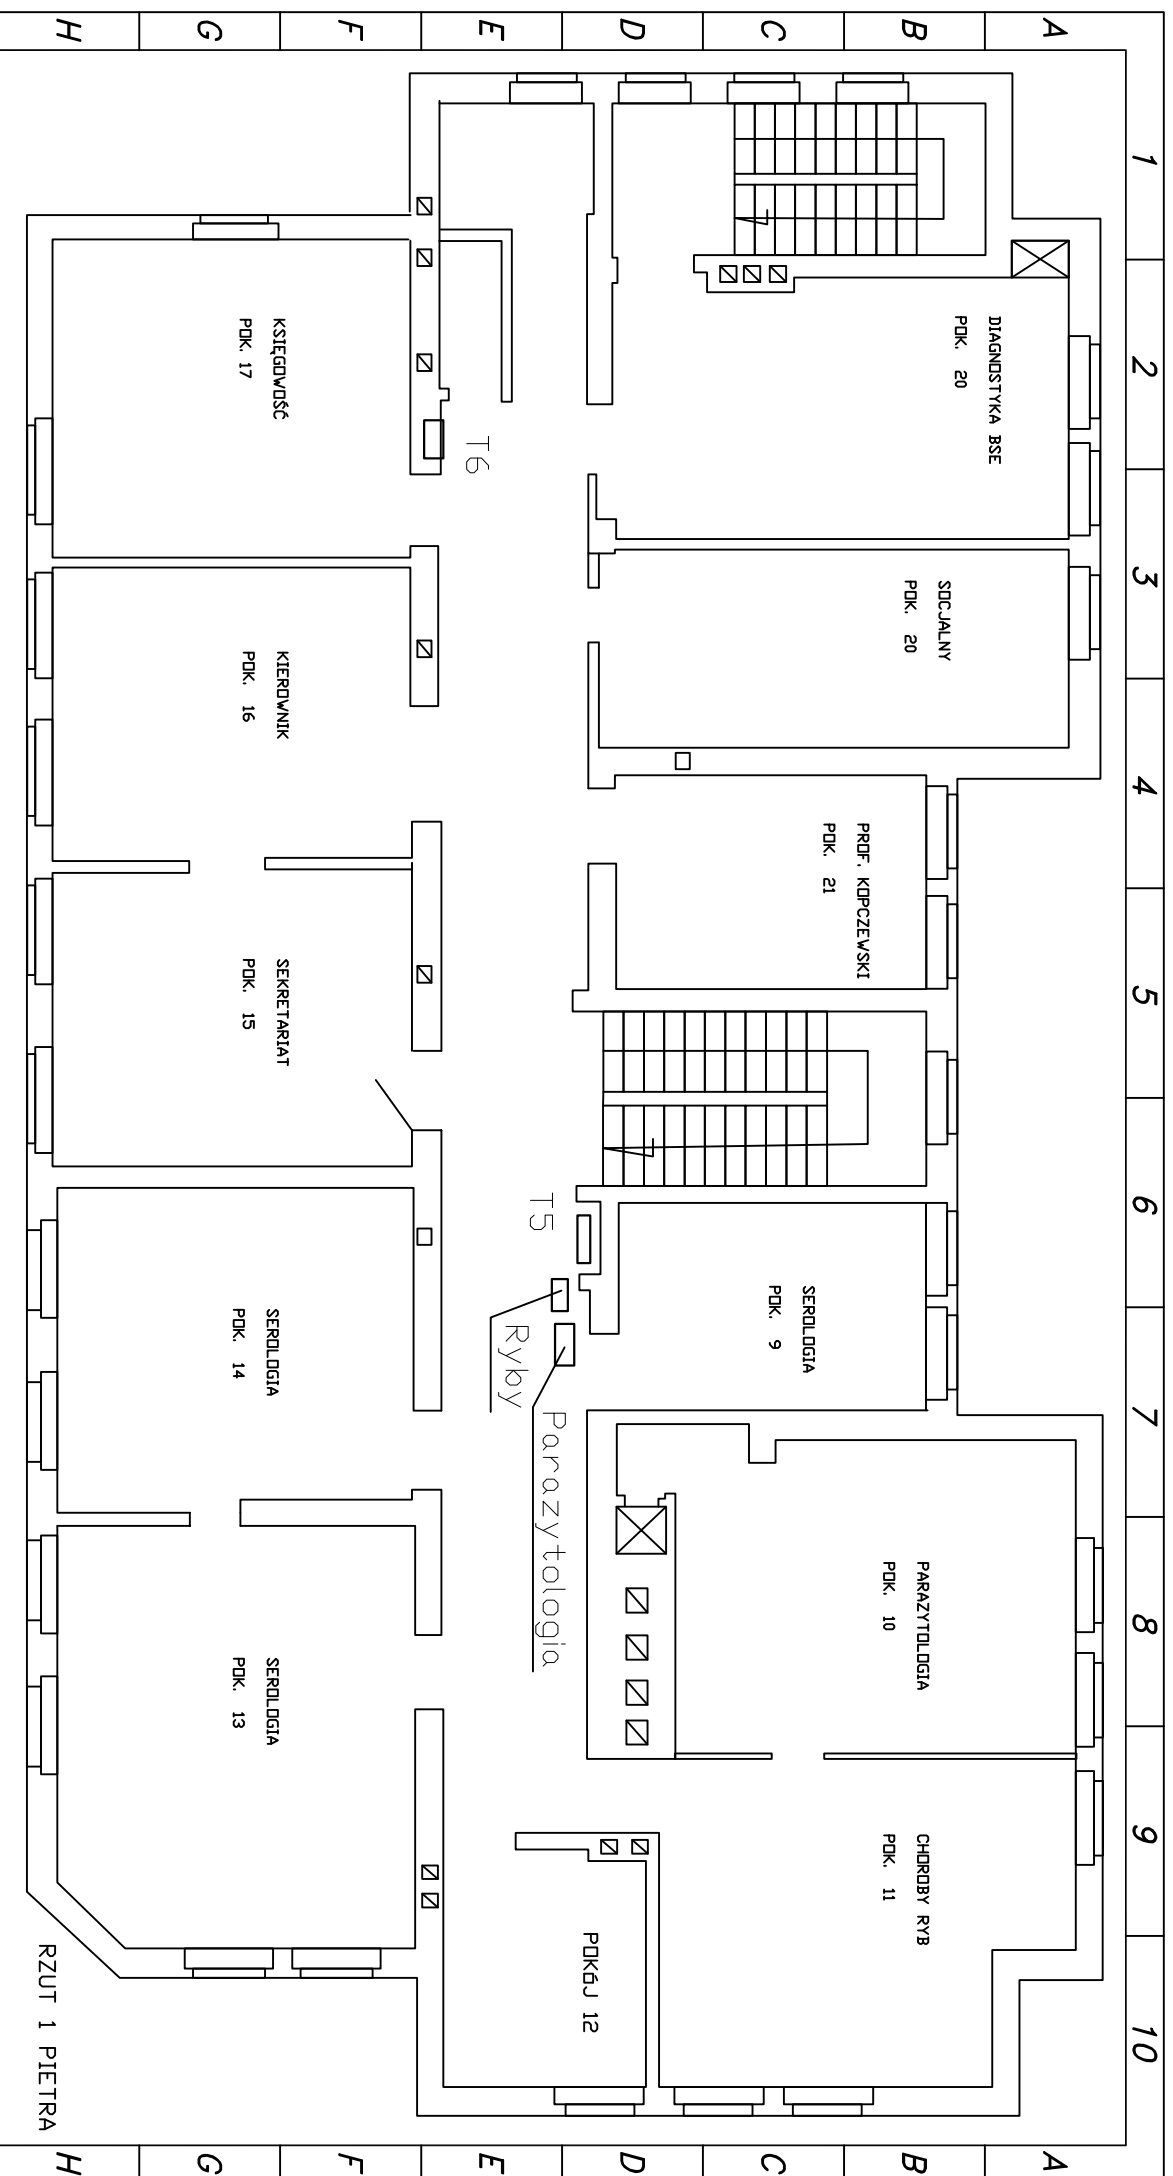 1
2
3
4
5
6
7
8
9
10
A
B
C
D
E
F
G
H
A
B
C
D
E
F
G
H
DIAGNOSTYKA BSE
POK. 20
SOCJALNY
POK. 20
PROF. KOPCZEWSKI
POK. 21
SEROLOGIA
POK. 9
PARAZYTOLOGIA
POK. 10
CHOROBY RYB
POK. 11
POKÓJ 12
T6
T5
Ryby
Parazytologia
KSIĘGOWOŚĆ
POK. 17
KIEROWNIK
POK. 16
SEKRETARIAT
POK. 15
SEROLOGIA
POK. 14
SEROLOGIA
POK. 13
RZUT 1 PIETRA